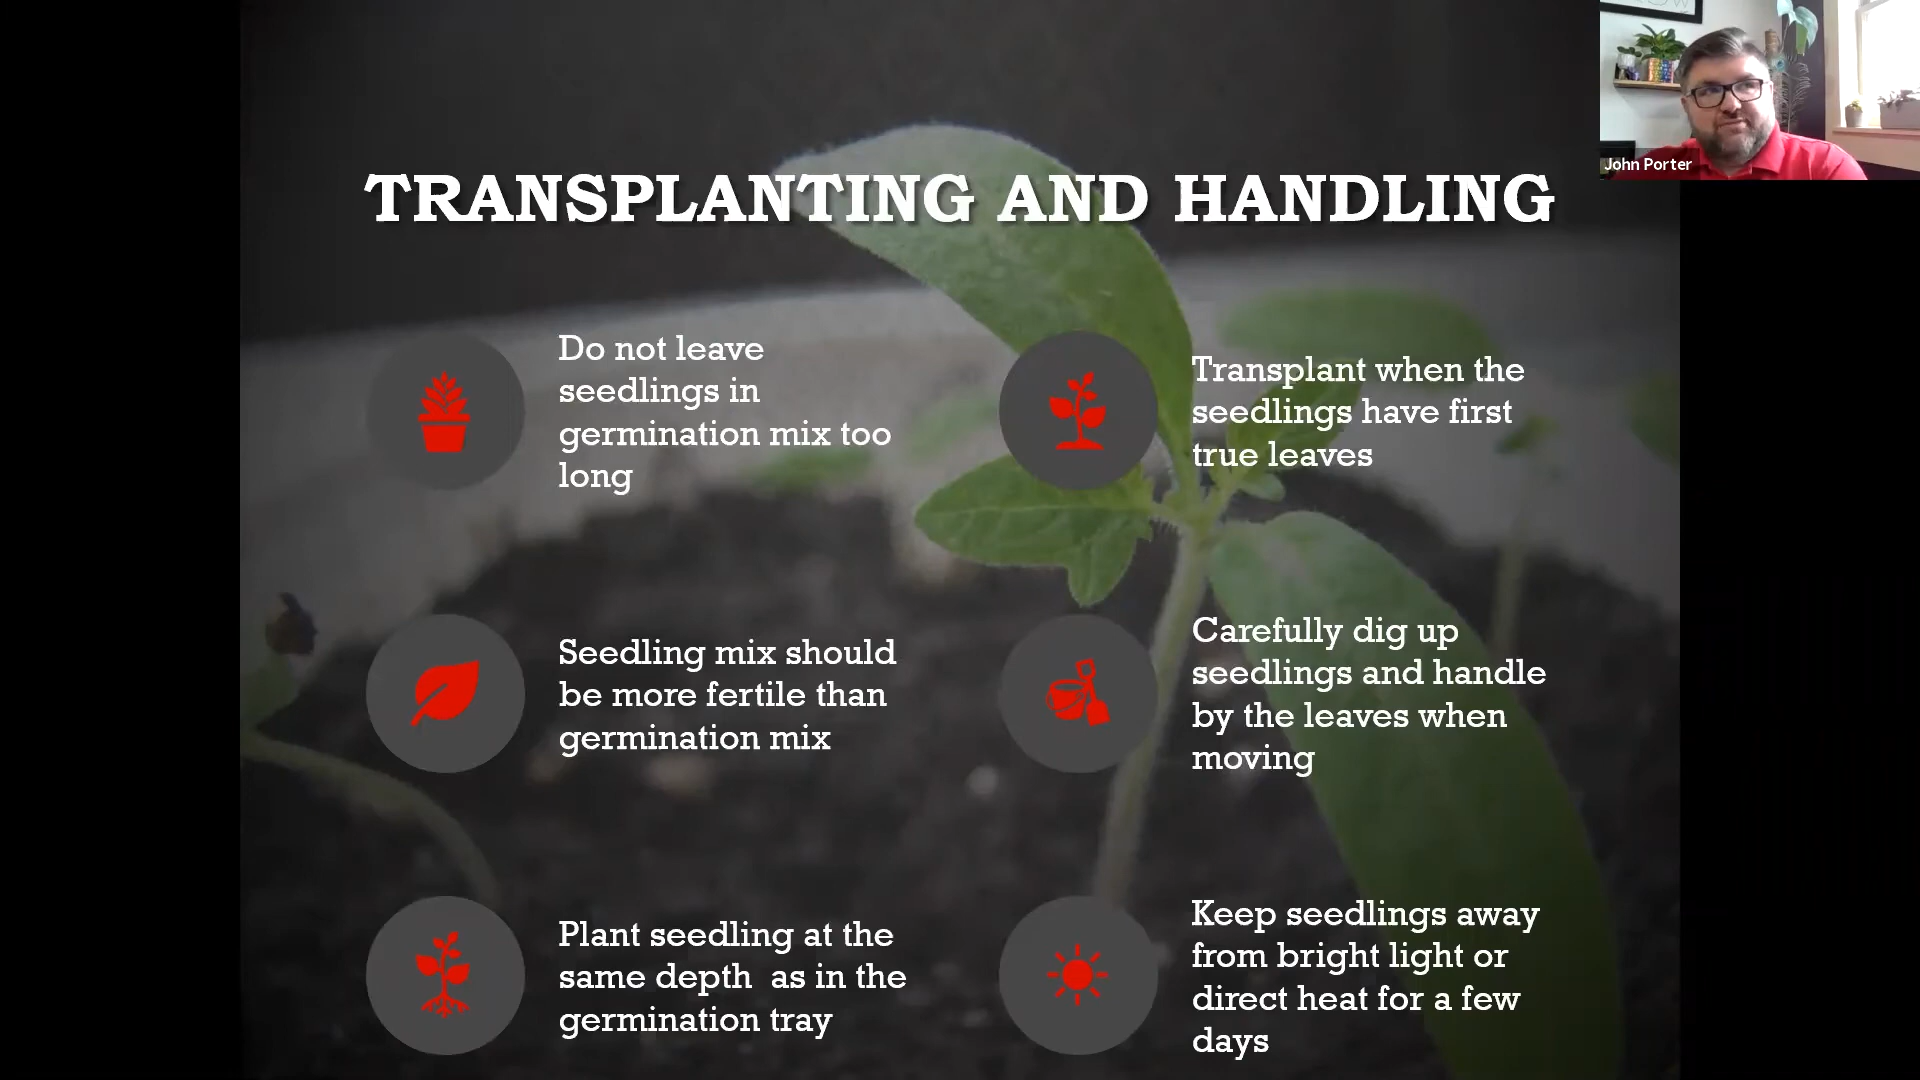 John Porter
TRANSPLANTING AND HANDLING
Do not leave
seedlings in
germination mix too
long
Transplant when the
seedlings have first
true leaves
Seedling mix should
be more fertile than
germination mix
Carefully dig up
seedlings and handle
by the leaves when
moving
Plant seedling at the
same depth  as in the
germination tray
Keep seedlings away
from bright light or
direct heat for a few
days